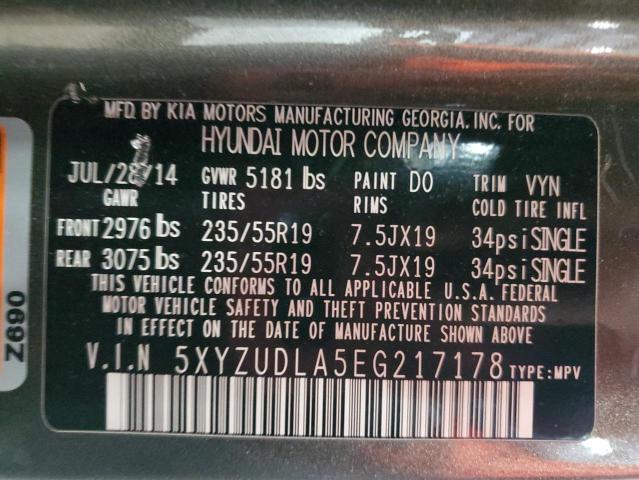 MFD. BY KIA MOTORS MANUFACTURING GEORGIA. INC. FOR
HYUNDAI MOTOR COMPANY
JUL/28/14 GVWR 5181 lbs PAINT DO TRIM VYN
GAWR TIRES RIMS COLD TIRE INFL
FRONT 2976 lbs 235/55R19 7.5JX19 34psi SINGLE
REAR 3075 lbs 235/55R19 7.5JX19 34psi SINGLE
THIS VEHICLE CONFORMS TO ALL APPLICABLE U.S.A. FEDERAL
MOTOR VEHICLE SAFETY AND THEFT PREVENTION STANDARDS
IN EFFECT ON THE DATE OF MANUFACTURE SHOWN ABOVE.
V.I.N 5XYZUDLA5EG217178 TYPE:MPV
Z690